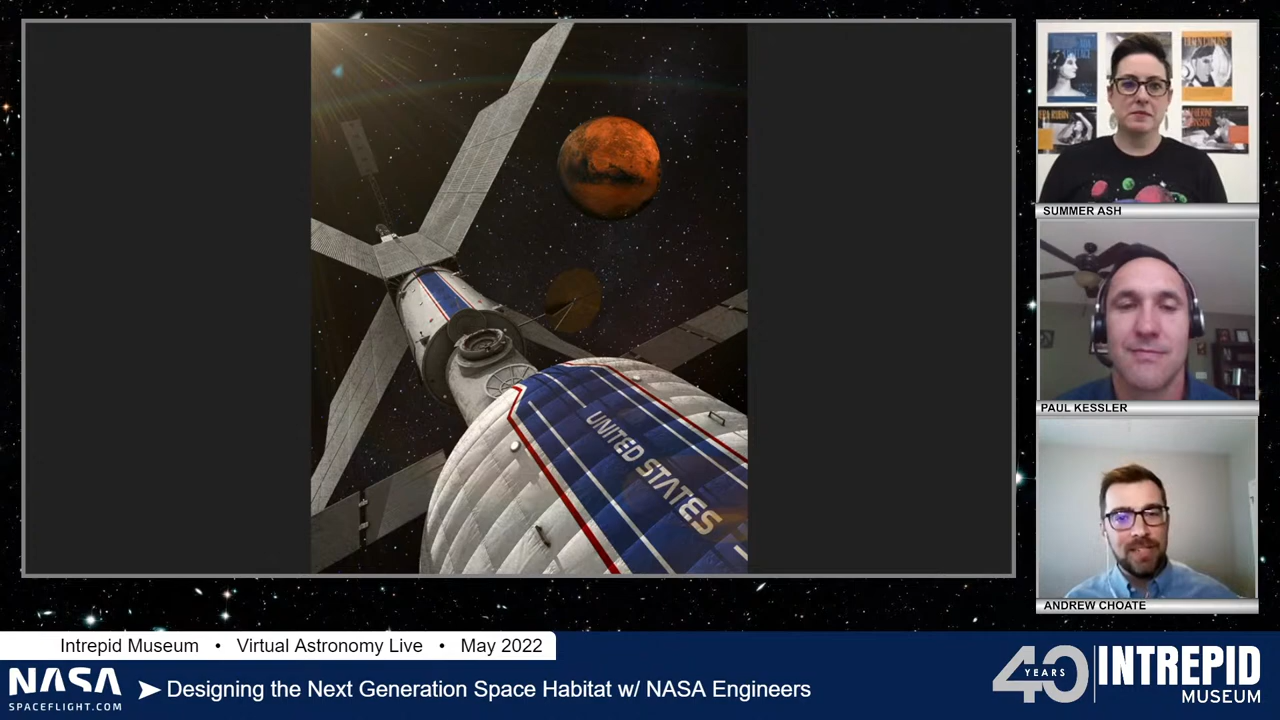 UNITED STATES
SUMMER ASH
PAUL KESSLER
ANDREW CHOATE
Intrepid Museum • Virtual Astronomy Live • May 2022
NASA
SPACEFLIGHT.COM
Designing the Next Generation Space Habitat w/ NASA Engineers
40
YEARS
INTREPID
MUSEUM